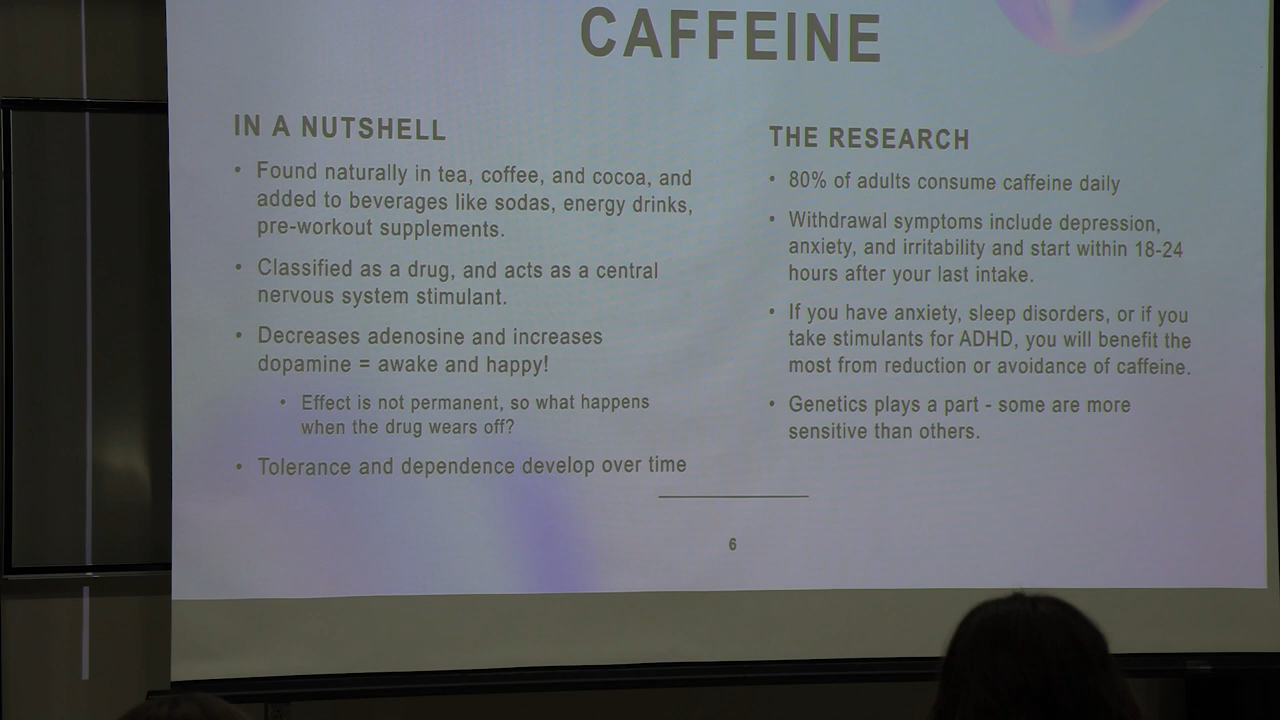 CAFFEINE
IN A NUTSHELL
• Found naturally in tea, coffee, and cocoa, and
added to beverages like sodas, energy drinks,
pre-workout supplements.
• Classified as a drug, and acts as a central
nervous system stimulant.
• Decreases adenosine and increases
dopamine = awake and happy!
• Effect is not permanent, so what happens
when the drug wears off?
• Tolerance and dependence develop over time
THE RESEARCH
• 80% of adults consume caffeine daily
• Withdrawal symptoms include depression,
anxiety, and irritability and start within 18-24
hours after your last intake.
• If you have anxiety, sleep disorders, or if you
take stimulants for ADHD, you will benefit the
most from reduction or avoidance of caffeine.
• Genetics plays a part - some are more
sensitive than others.
6